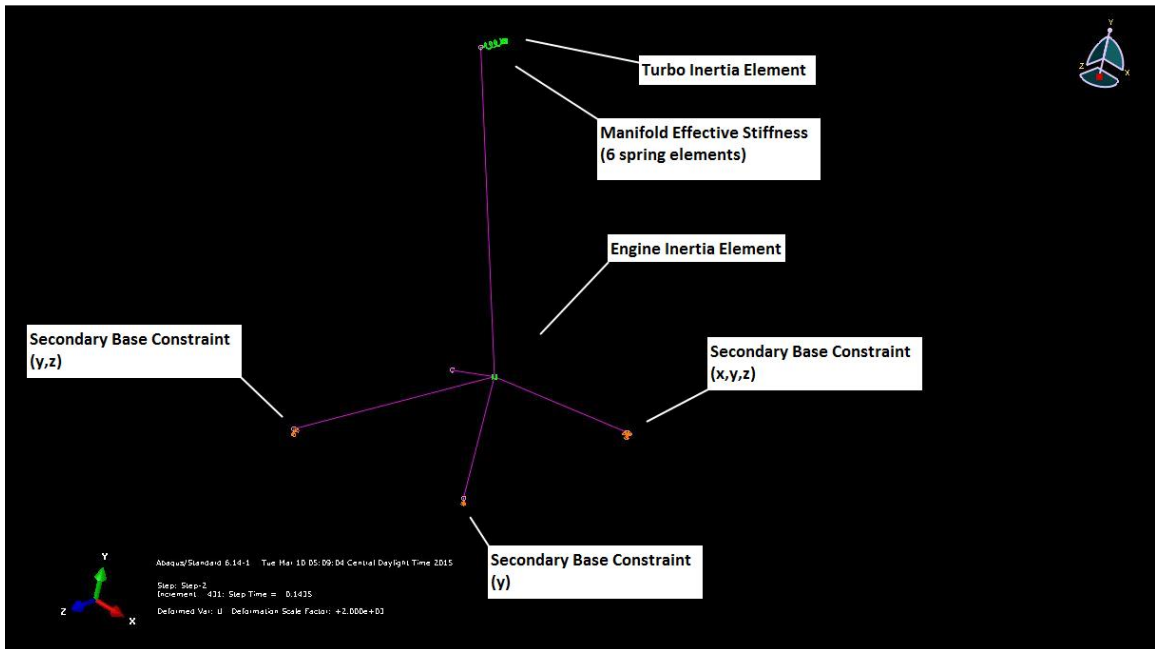 Y
Z
X
Turbo Inertia Element
Manifold Effective Stiffness
(6 spring elements)
Engine Inertia Element
Secondary Base Constraint
(y,z)
Secondary Base Constraint
(x,y,z)
Secondary Base Constraint
(y)
Y
Z
X
Abaqus/Standard 6.14-1 Tue Mar 10 05:09:04 Central Daylight Time 2015
Step: Step-2
Increment 431: Step Time = 0.1435
Deformed Var: U Deformation Scale Factor: +2.000e+03